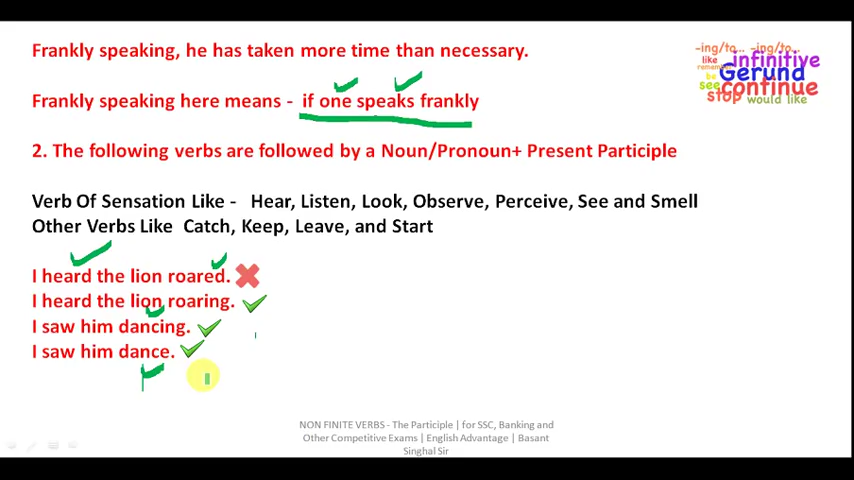 Frankly speaking, he has taken more time than necessary.
-ing/to... -ing/to...
like infinitive
remember
Gerund
be
see continue
stop would like
Frankly speaking here means - if one speaks frankly
2. The following verbs are followed by a Noun/Pronoun+ Present Participle
Verb Of Sensation Like - Hear, Listen, Look, Observe, Perceive, See and Smell
Other Verbs Like Catch, Keep, Leave, and Start
I heard the lion roared.
I heard the lion roaring.
I saw him dancing.
I saw him dance.
NON FINITE VERBS - The Participle | for SSC, Banking and
Other Competitive Exams | English Advantage | Basant
Singhal Sir